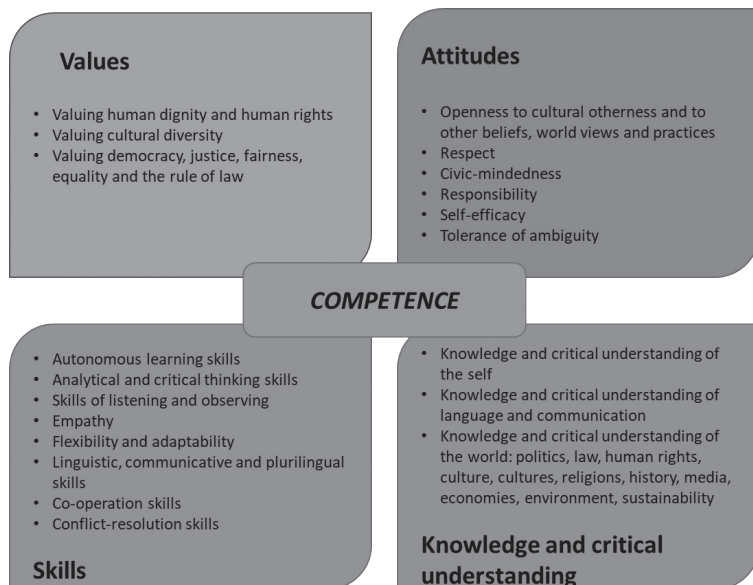 Values
• Valuing human dignity and human rights
• Valuing cultural diversity
• Valuing democracy, justice, fairness,
equality and the rule of law
Attitudes
• Openness to cultural otherness and to
other beliefs, world views and practices
• Respect
• Civic-mindedness
• Responsibility
• Self-efficacy
• Tolerance of ambiguity
COMPETENCE
• Autonomous learning skills
• Analytical and critical thinking skills
• Skills of listening and observing
• Empathy
• Flexibility and adaptability
• Linguistic, communicative and plurilingual
skills
• Co-operation skills
• Conflict-resolution skills
Skills
• Knowledge and critical understanding of
the self
• Knowledge and critical understanding of
language and communication
• Knowledge and critical understanding of
the world: politics, law, human rights,
culture, cultures, religions, history, media,
economies, environment, sustainability
Knowledge and critical
understanding